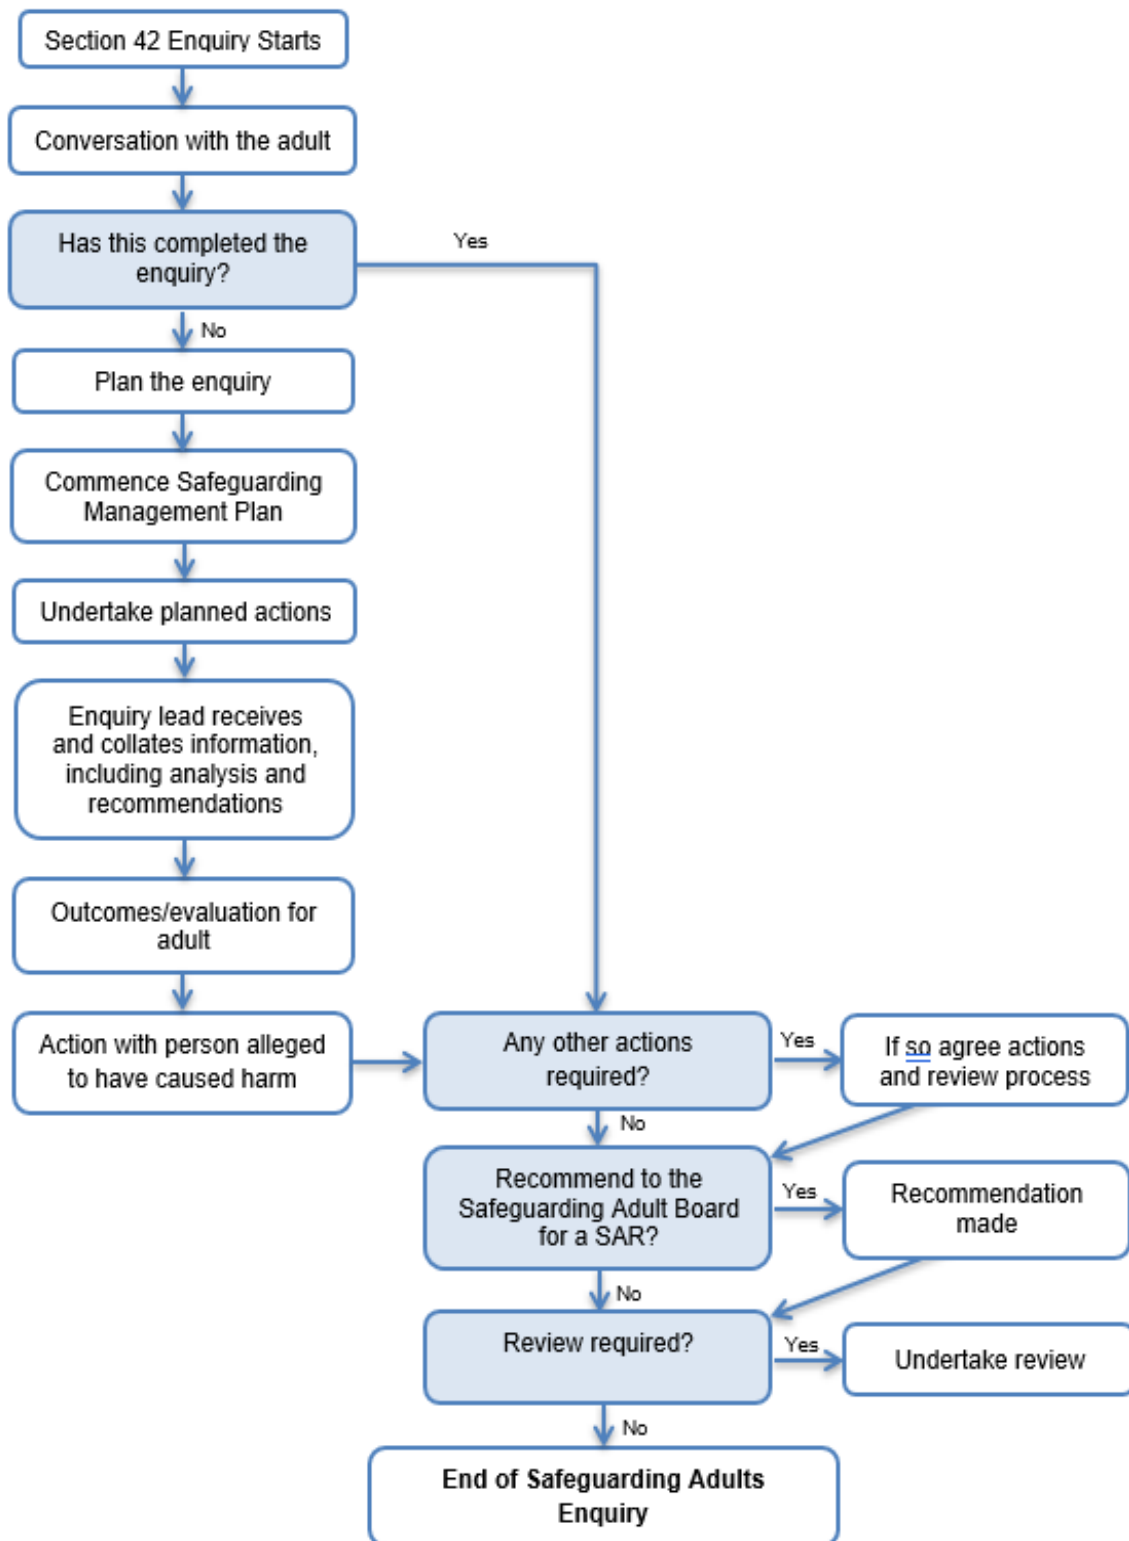 Section 42 Enquiry Starts
Conversation with the adult
Has this completed the
enquiry?
Yes
No
Plan the enquiry
Commence Safeguarding
Management Plan
Undertake planned actions
Enquiry lead receives
and collates information,
including analysis and
recommendations
Outcomes/evaluation for
adult
Action with person alleged
to have caused harm
Any other actions
required?
Yes
If so agree actions
and review process
No
Recommend to the
Safeguarding Adult Board
for a SAR?
Yes
Recommendation
made
No
Review required?
Yes
Undertake review
No
End of Safeguarding Adults
Enquiry